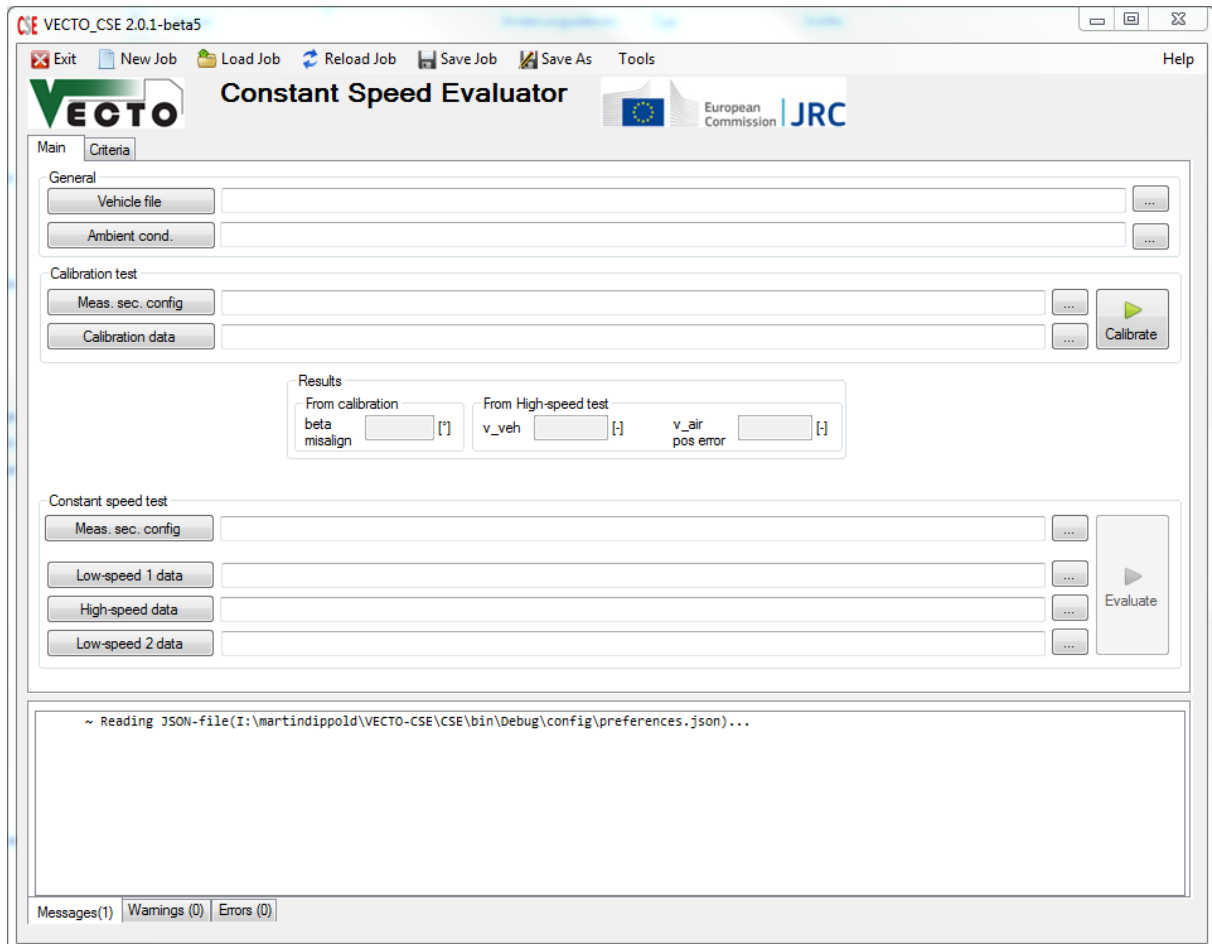 CSE VECTO_CSE 2.0.1-beta5
Exit New Job Load Job Reload Job Save Job Save As Tools Help
VECTO
Constant Speed Evaluator
European
Commission
JRC
Main Criteria
General
Vehicle file ...
Ambient cond. ...
Calibration test
Meas. sec. config ...
Calibration data ...
Calibrate
Results
From calibration
beta
misalign [°]
From High-speed test
v_veh [-]
v_air
pos error [-]
Constant speed test
Meas. sec. config ...
Low-speed 1 data ...
High-speed data ...
Low-speed 2 data ...
Evaluate
~ Reading JSON-file(I:\martindippold\VECTO-CSE\CSE\bin\Debug\config\preferences.json)...
Messages(1) Warnings (0) Errors (0)